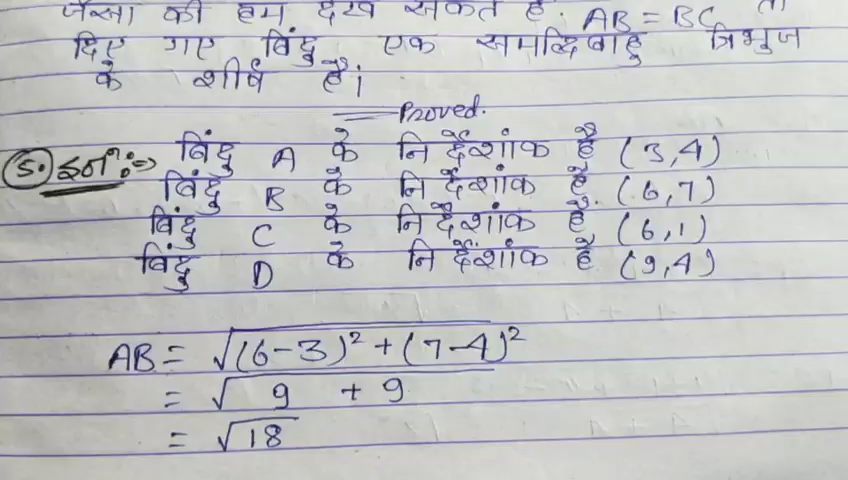 जैसा की हम देख सकते है. AB = BC तो
दिए गए बिंदु एक समद्विबाहु त्रिभुज
के शीर्ष है।
Proved.
5. हल :⇒ बिंदु A के निर्देशांक है (3,4)
बिंदु B के निर्देशांक है. (6,7)
बिंदु C के निर्देशांक है. (6,1)
बिंदु D के निर्देशांक है. (9,4)
AB = √(6-3)² + (7-4)²
= √9 + 9
= √18